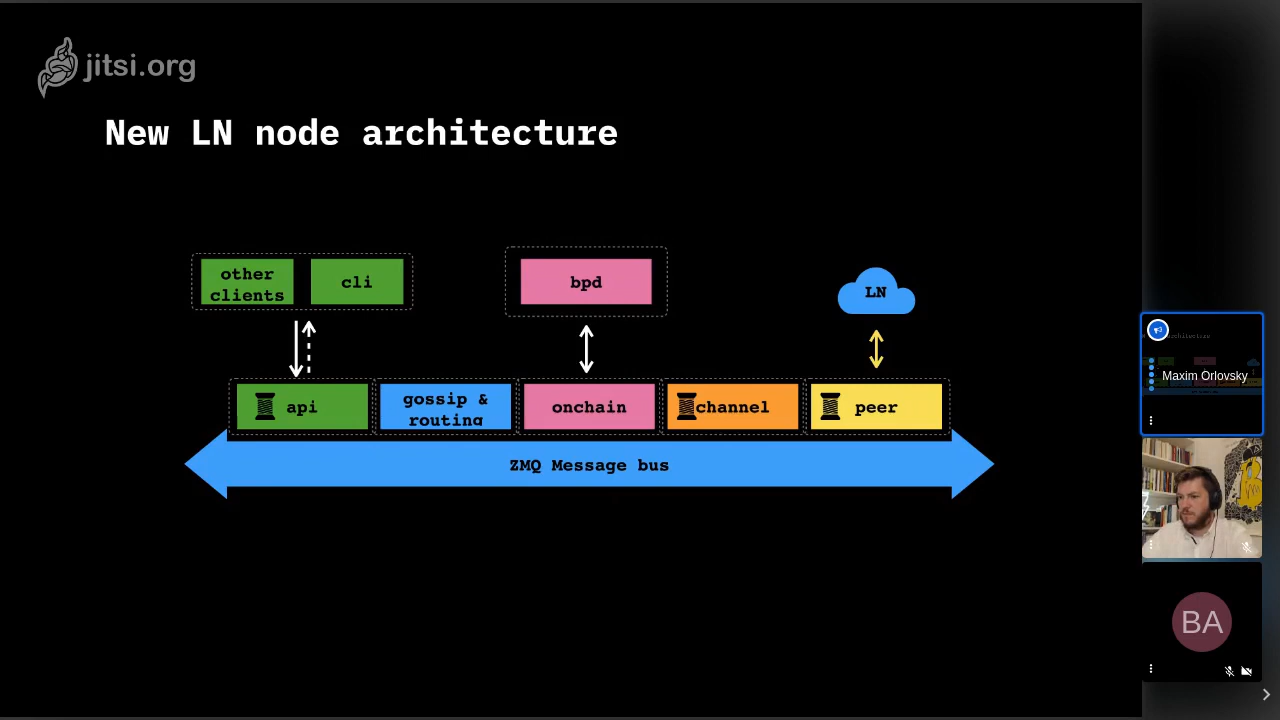 jitsi.org
New LN node architecture
other
clients
cli
bpd
LN
api
gossip &
routing
onchain
channel
peer
ZMQ Message bus
Maxim Orlovsky
BA